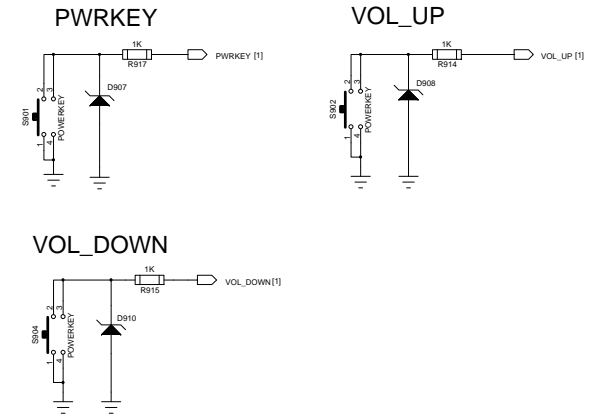 PWRKEY
1K
R917
PWRKEY [1]
D907
2
3
S901
POWERKEY
1
4
VOL_UP
1K
R914
VOL_UP [1]
D908
2
3
S902
POWERKEY
1
4
VOL_DOWN
1K
R915
VOL_DOWN[1]
D910
2
3
S904
POWERKEY
1
4